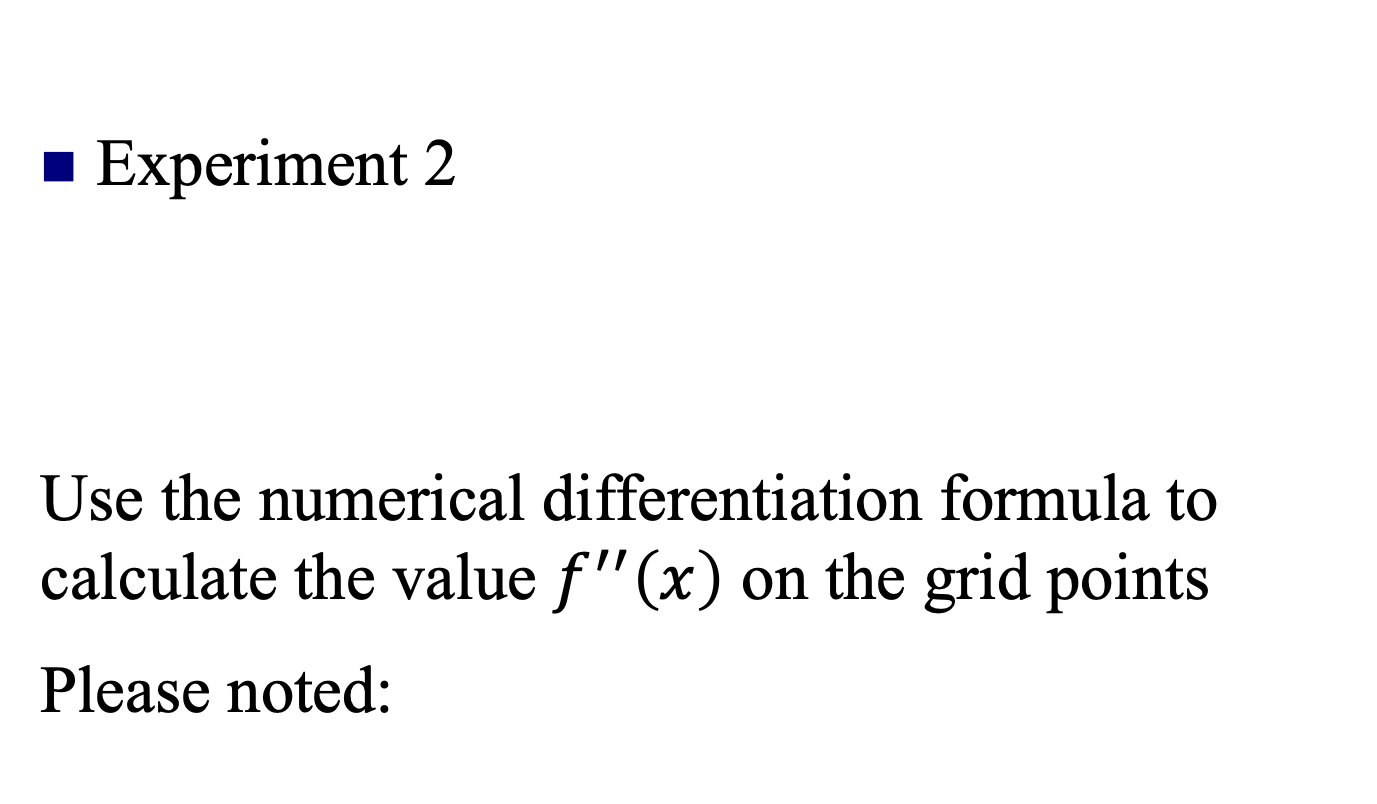 ■ Experiment 2
Use the numerical differentiation formula to
calculate the value f''(x) on the grid points
Please noted: